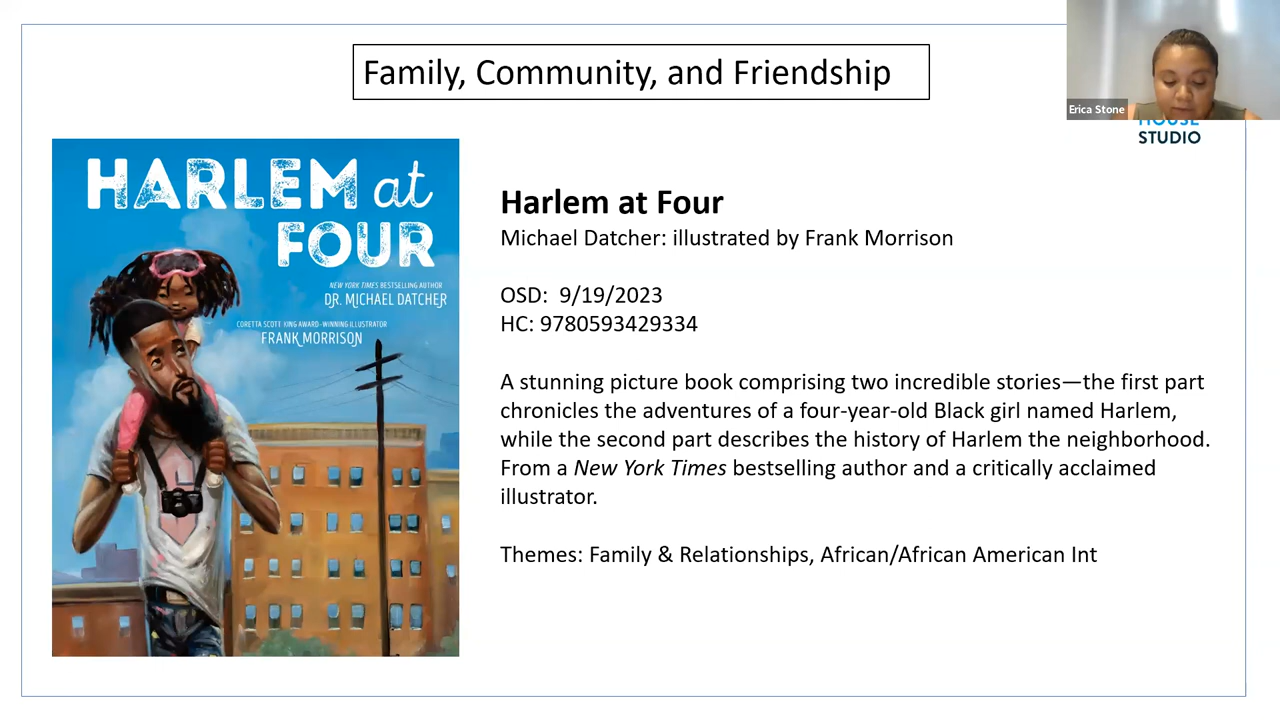 Family, Community, and Friendship
Erica Stone
HOUSE
STUDIO
HARLEM at
FOUR
NEW YORK TIMES BESTSELLING AUTHOR
DR. MICHAEL DATCHER
CORETTA SCOTT KING AWARD-WINNING ILLUSTRATOR
FRANK MORRISON
Harlem at Four
Michael Datcher: illustrated by Frank Morrison
OSD: 9/19/2023
HC: 9780593429334
A stunning picture book comprising two incredible stories—the first part
chronicles the adventures of a four-year-old Black girl named Harlem,
while the second part describes the history of Harlem the neighborhood.
From a New York Times bestselling author and a critically acclaimed
illustrator.
Themes: Family & Relationships, African/African American Int